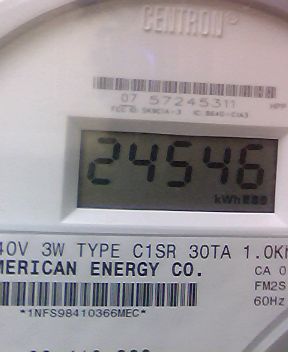 CENTRON®
07 57245311
24546
kWh
40V 3W TYPE C1SR 30TA 1.0K
MERICAN ENERGY CO.
CA 0
FM2S
60Hz
*1NFS98410366MEC*